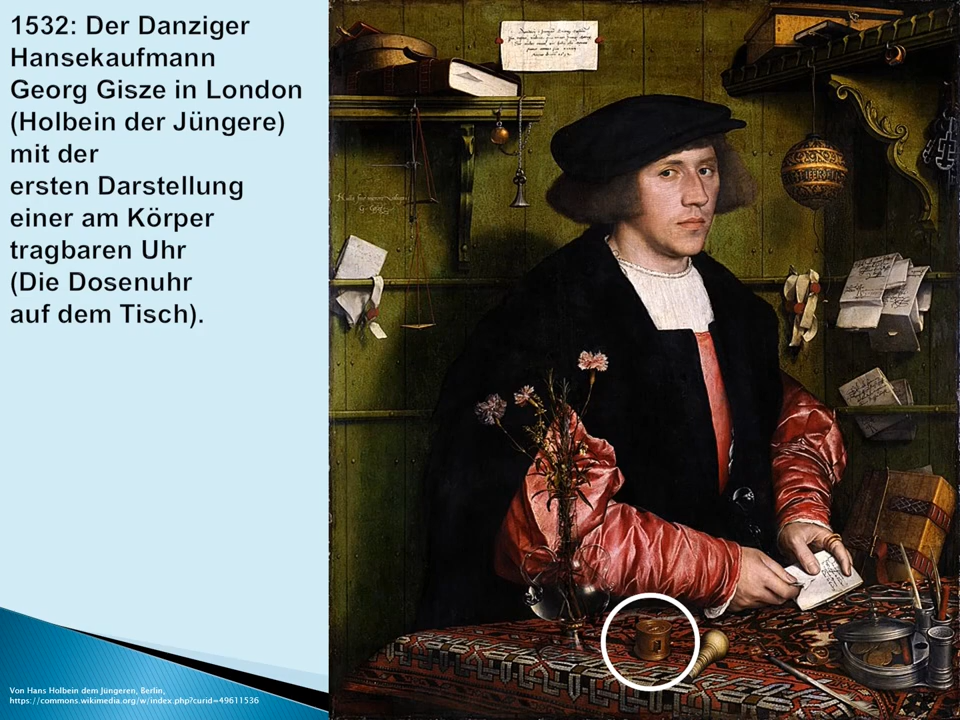 1532: Der Danziger
Hansekaufmann
Georg Gisze in London
(Holbein der Jüngere)
mit der
ersten Darstellung
einer am Körper
tragbaren Uhr
(Die Dosenuhr
auf dem Tisch).
Von Hans Holbein dem Jüngeren, Berlin,
https://commons.wikimedia.org/w/index.php?curid=49611536